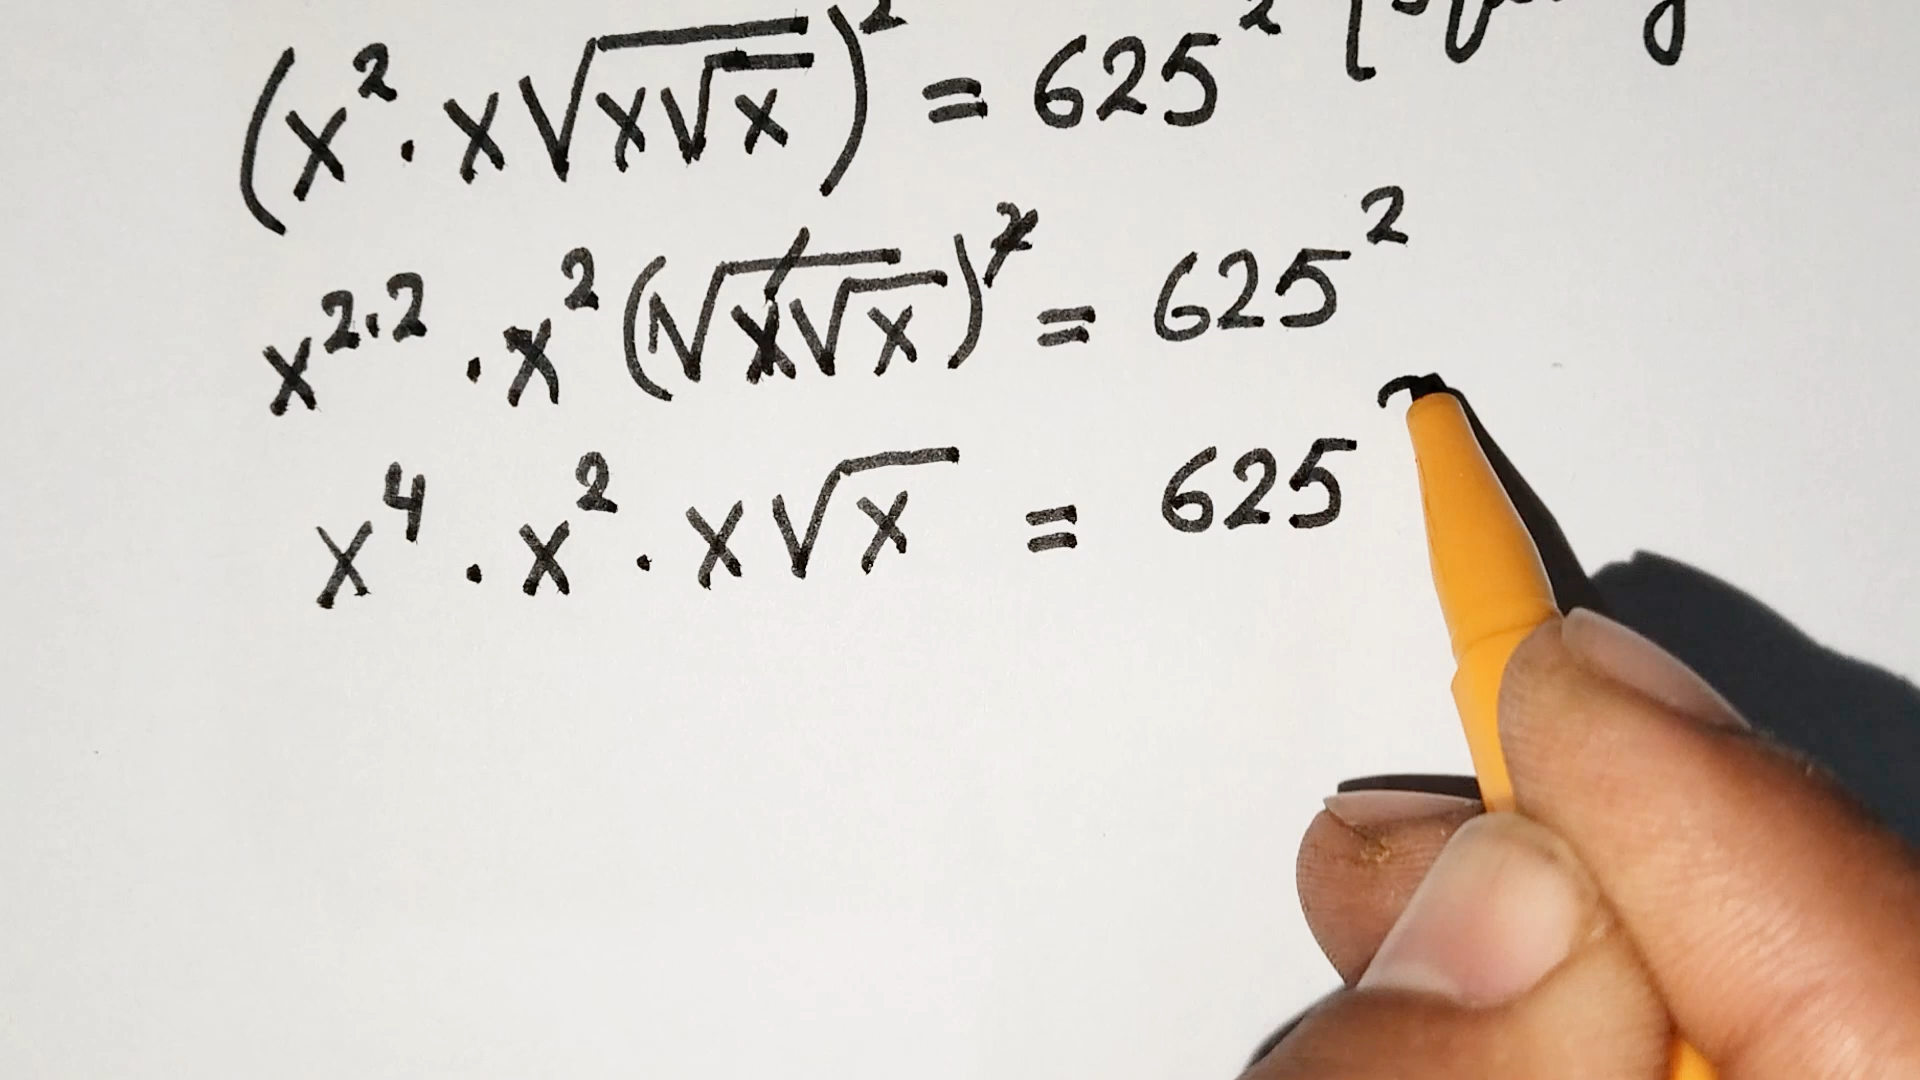 (x² · x√(x√x))² = 625² [
x^{2·2} · x² (√(x√x))² = 625²
x⁴ · x² · x√x = 625